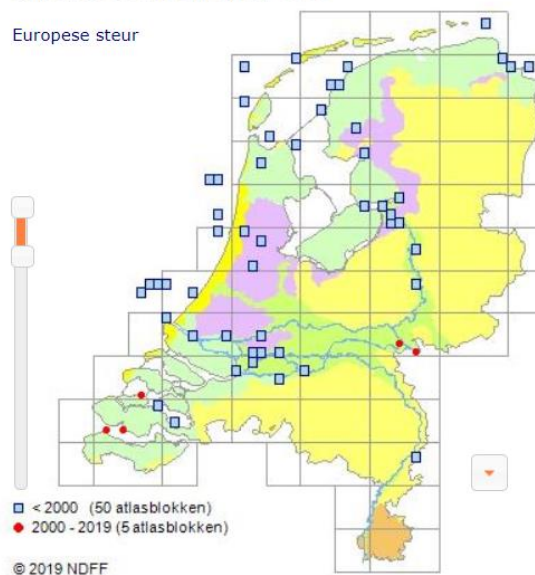 Europese steur
< 2000 (50 atlasblokken)
2000 - 2019 (5 atlasblokken)
© 2019 NDFF